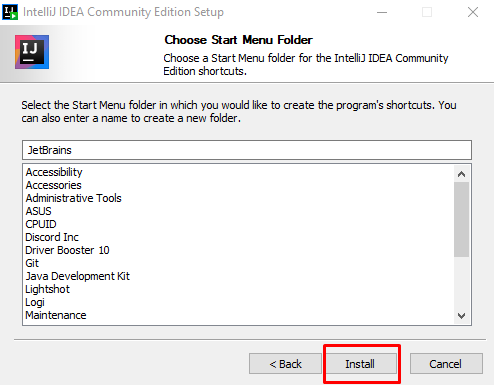 IntelliJ IDEA Community Edition Setup
IJ
Choose Start Menu Folder
Choose a Start Menu folder for the IntelliJ IDEA Community
Edition shortcuts.
Select the Start Menu folder in which you would like to create the program's shortcuts. You
can also enter a name to create a new folder.
JetBrains
Accessibility
Accessories
Administrative Tools
ASUS
CPUID
Discord Inc
Driver Booster 10
Git
Java Development Kit
Lightshot
Logi
Maintenance
< Back Install Cancel